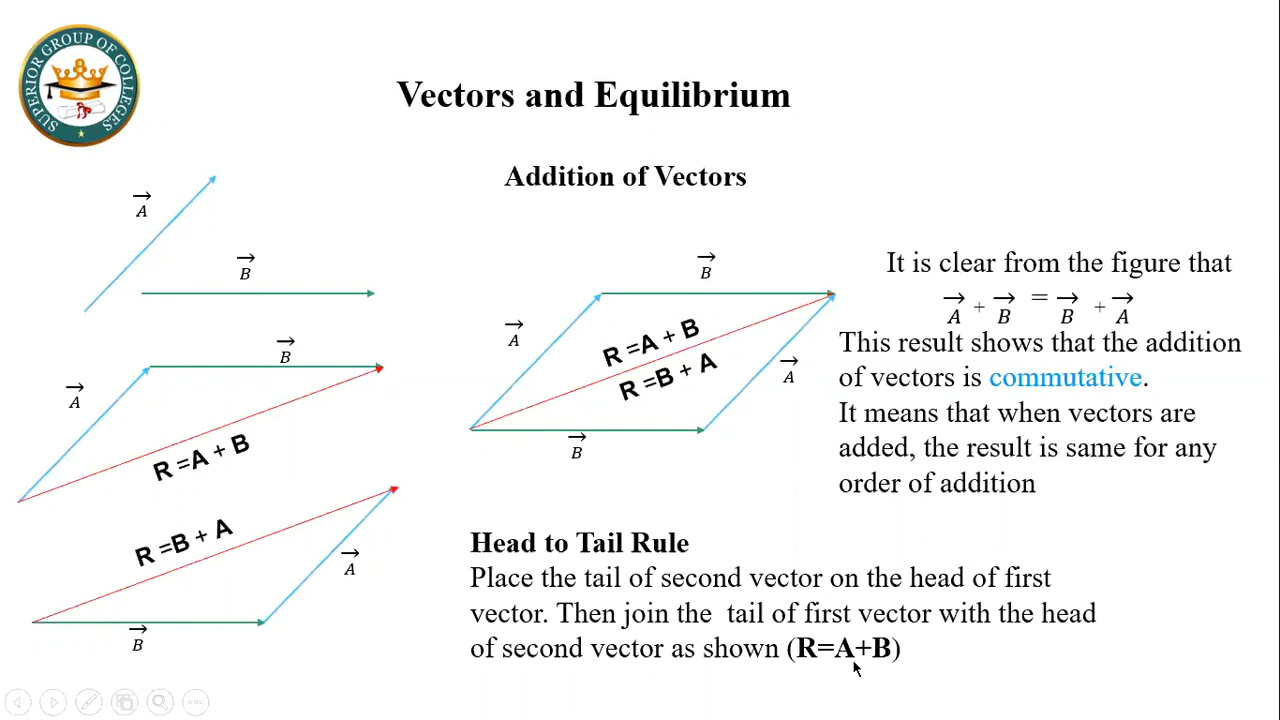 SUPERIOR GROUP OF COLLEGES
Vectors and Equilibrium
Addition of Vectors
A
B
B
A
R =A + B
R =B + A
A
B
B
A
R =A + B
R =B + A
A
B
It is clear from the figure that
A + B = B + A
This result shows that the addition
of vectors is commutative.
It means that when vectors are
added, the result is same for any
order of addition
Head to Tail Rule
Place the tail of second vector on the head of first
vector. Then join the tail of first vector with the head
of second vector as shown (R=A+B)